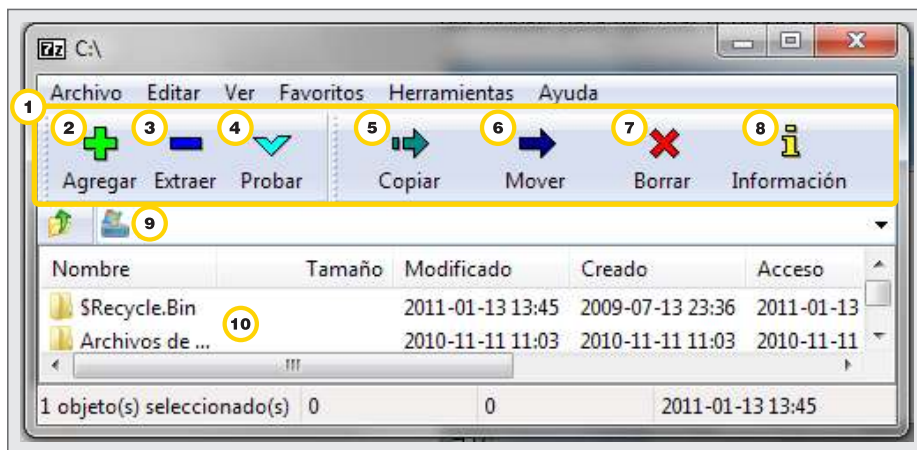 7z C:\
Archivo Editar Ver Favoritos Herramientas Ayuda
1
2 3 4 5 6 7 8
Agregar Extraer Probar Copiar Mover Borrar Información
9
Nombre Tamaño Modificado Creado Acceso
$Recycle.Bin 2011-01-13 13:45 2009-07-13 23:36 2011-01-13
10
Archivos de ... 2010-11-11 11:03 2010-11-11 11:03 2010-11-11
1 objeto(s) seleccionado(s) 0 0 2011-01-13 13:45